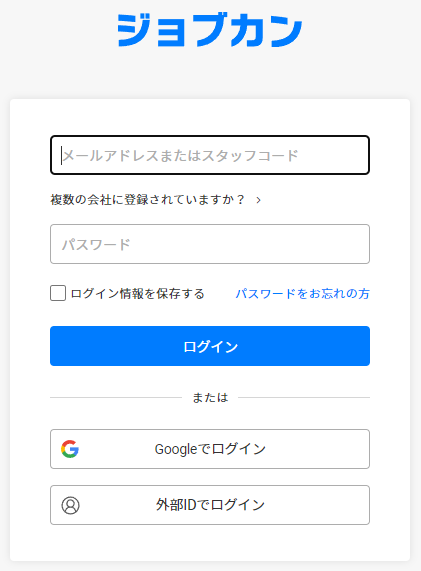 ジョブカン
メールアドレスまたはスタッフコード
複数の会社に登録されていますか？ >
パスワード
ログイン情報を保存する パスワードをお忘れの方
ログイン
または
Googleでログイン
外部IDでログイン